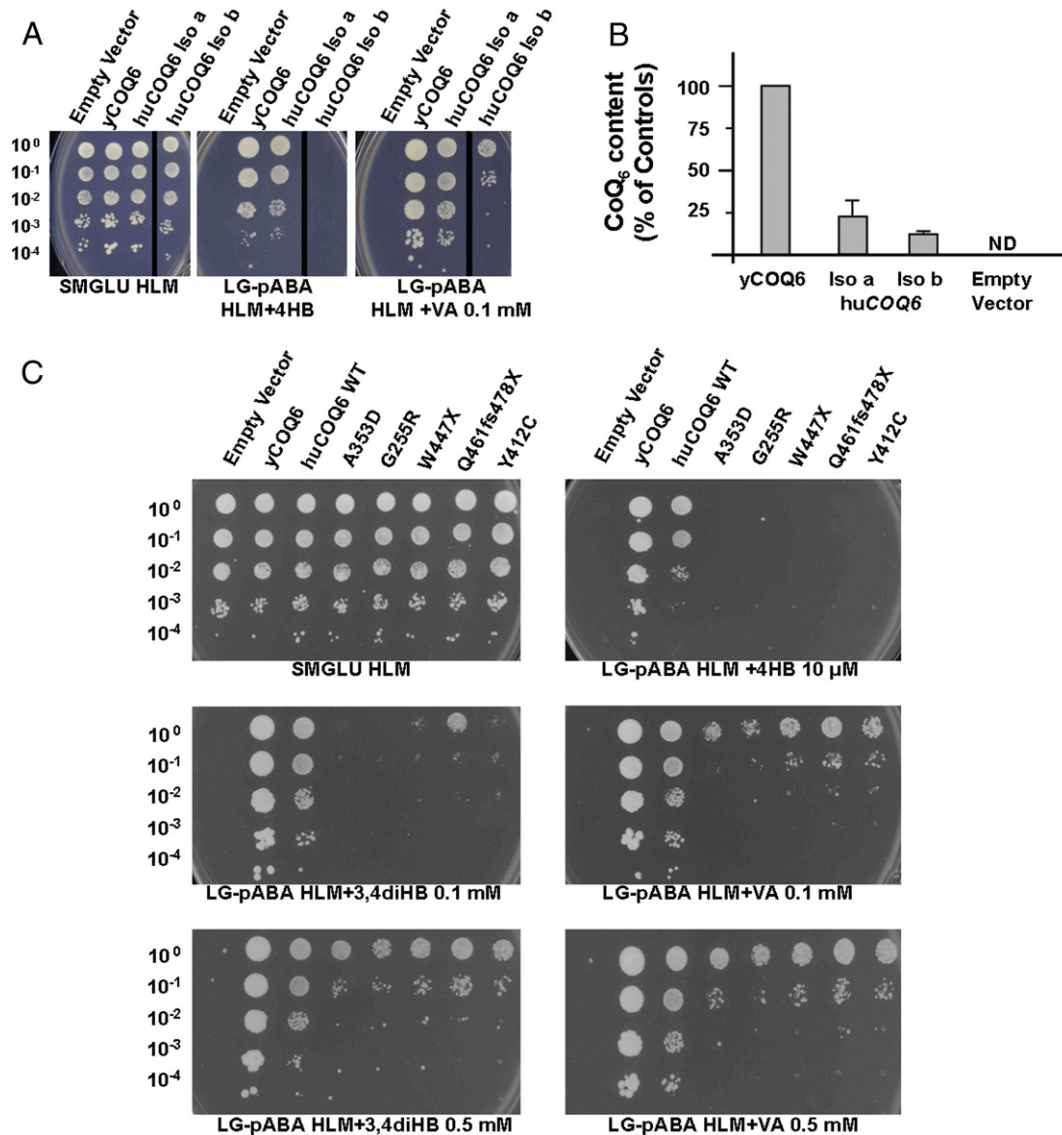 A
Empty Vector
yCOQ6
huCOQ6 Iso a
huCOQ6 Iso b
Empty Vector
yCOQ6
huCOQ6 Iso a
huCOQ6 Iso b
Empty Vector
yCOQ6
huCOQ6 Iso a
huCOQ6 Iso b
10⁰
10⁻¹
10⁻²
10⁻³
10⁻⁴
SMGLU HLM
LG-pABA
HLM+4HB
LG-pABA
HLM +VA 0.1 mM
B
CoQ₆ content
(% of Controls)
100
75
50
25
ND
yCOQ6
Iso a
Iso b
huCOQ6
Empty
Vector
C
Empty Vector
yCOQ6
huCOQ6 WT
A353D
G255R
W447X
Q461fs478X
Y412C
Empty Vector
yCOQ6
huCOQ6 WT
A353D
G255R
W447X
Q461fs478X
Y412C
10⁰
10⁻¹
10⁻²
10⁻³
10⁻⁴
SMGLU HLM
LG-pABA HLM +4HB 10 µM
10⁰
10⁻¹
10⁻²
10⁻³
10⁻⁴
LG-pABA HLM+3,4diHB 0.1 mM
LG-pABA HLM+VA 0.1 mM
10⁰
10⁻¹
10⁻²
10⁻³
10⁻⁴
LG-pABA HLM+3,4diHB 0.5 mM
LG-pABA HLM+VA 0.5 mM